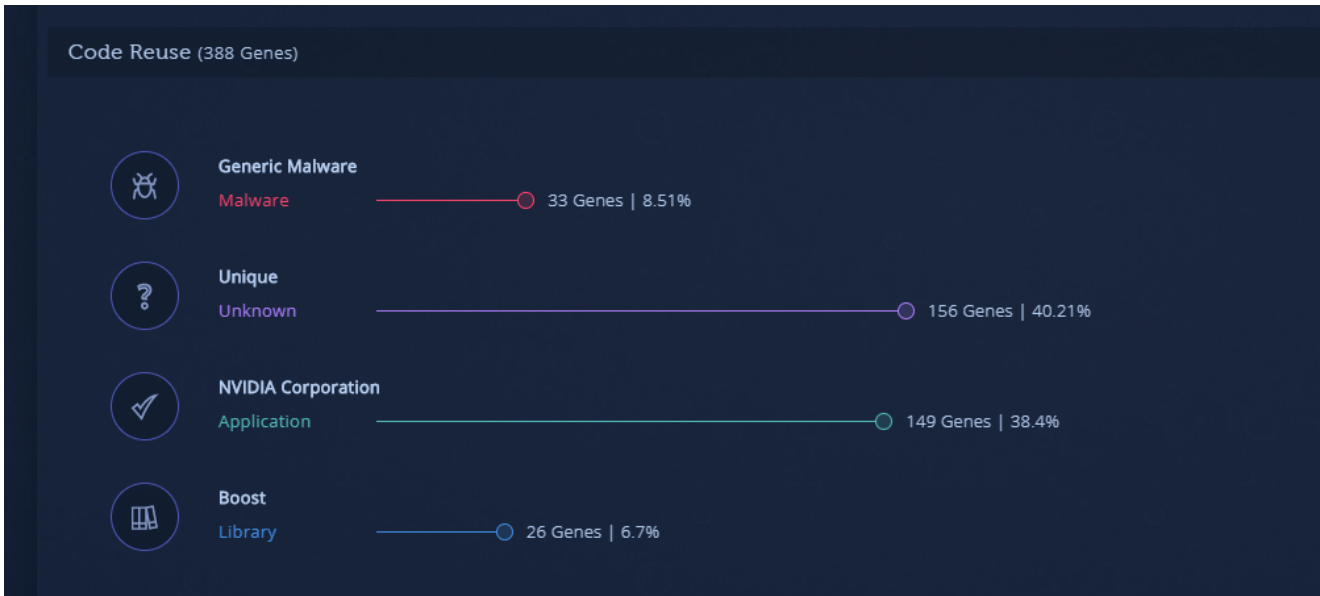 Code Reuse (388 Genes)
Generic Malware
Malware 33 Genes | 8.51%
Unique
Unknown 156 Genes | 40.21%
NVIDIA Corporation
Application 149 Genes | 38.4%
Boost
Library 26 Genes | 6.7%